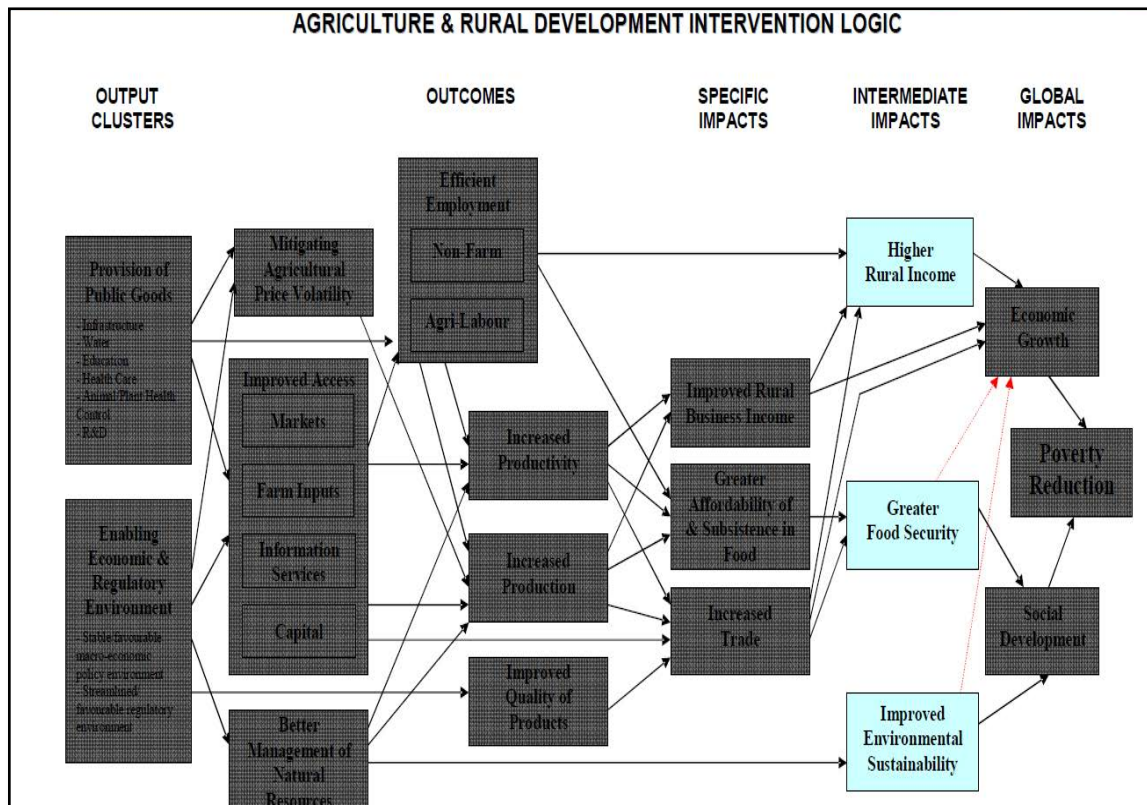 AGRICULTURE & RURAL DEVELOPMENT INTERVENTION LOGIC
OUTPUT
CLUSTERS
OUTCOMES
SPECIFIC
IMPACTS
INTERMEDIATE
IMPACTS
GLOBAL
IMPACTS
Provision of
Public Goods
- Infrastructure
- Water
- Education
- Health Care
- Animal/Plant Health
Control
- R&D
Enabling
Economic &
Regulatory
Environment
- Stable favourable
macro-economic
policy environment
- Streamlined
favourable regulatory
environment
Mitigating
Agricultural
Price Volatility
Improved Access
Markets
Farm Inputs
Information
Services
Capital
Better
Management of
Natural
Resources
Efficient
Employment
Non-Farm
Agri-Labour
Increased
Productivity
Increased
Production
Improved
Quality of
Products
Improved Rural
Business Income
Greater
Affordability of
& Subsistence in
Food
Increased
Trade
Higher
Rural Income
Greater
Food Security
Improved
Environmental
Sustainability
Economic
Growth
Poverty
Reduction
Social
Development